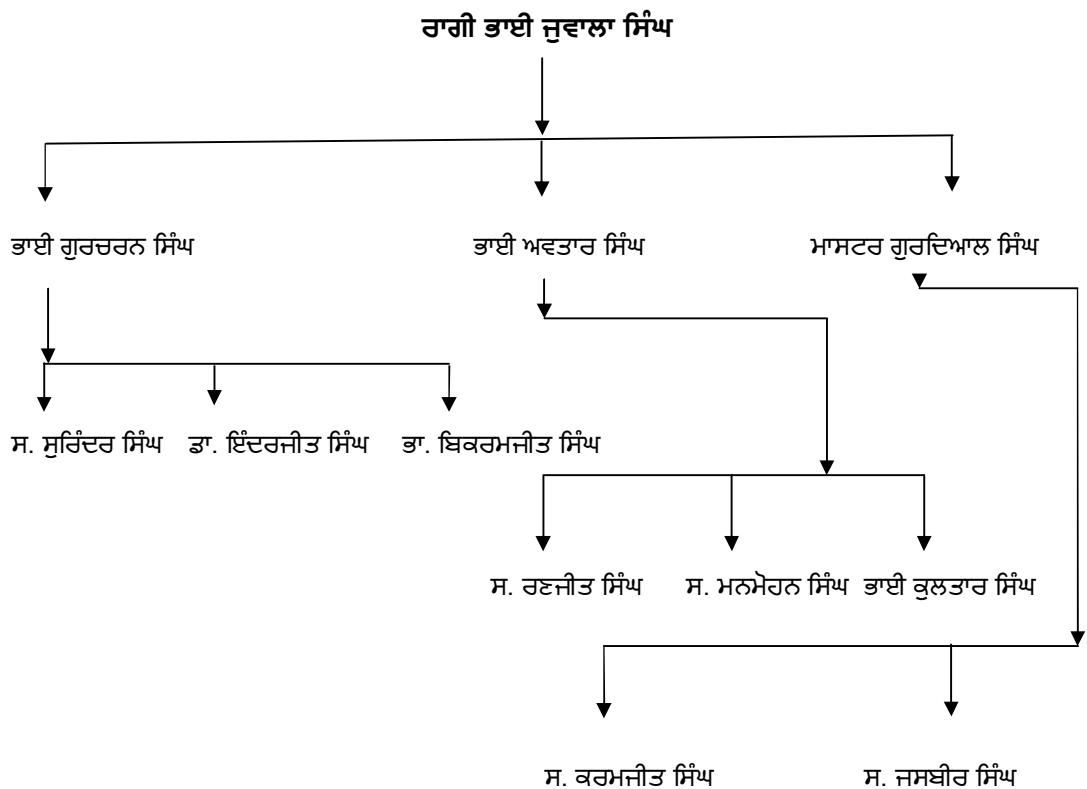 ਰਾਗੀ ਭਾਈ ਜੁਵਾਲਾ ਸਿੰਘ
ਭਾਈ ਗੁਰਚਰਨ ਸਿੰਘ ਭਾਈ ਅਵਤਾਰ ਸਿੰਘ ਮਾਸਟਰ ਗੁਰਦਿਆਲ ਸਿੰਘ
ਸ. ਸੁਰਿੰਦਰ ਸਿੰਘ ਡਾ. ਇੰਦਰਜੀਤ ਸਿੰਘ ਭਾ. ਬਿਕਰਮਜੀਤ ਸਿੰਘ
ਸ. ਰਣਜੀਤ ਸਿੰਘ ਸ. ਮਨਮੋਹਨ ਸਿੰਘ ਭਾਈ ਕੁਲਤਾਰ ਸਿੰਘ
ਸ. ਕਰਮਜੀਤ ਸਿੰਘ ਸ. ਜਸਬੀਰ ਸਿੰਘ